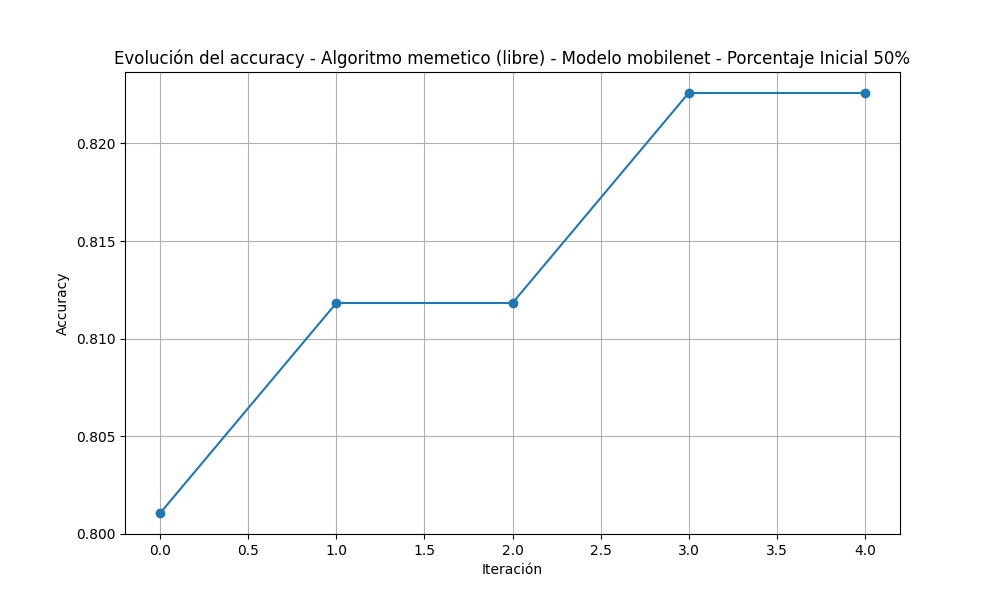 Evolución del accuracy - Algoritmo memetico (libre) - Modelo mobilenet - Porcentaje Inicial 50%
Accuracy
0.820
0.815
0.810
0.805
0.800
0.0 0.5 1.0 1.5 2.0 2.5 3.0 3.5 4.0
Iteración